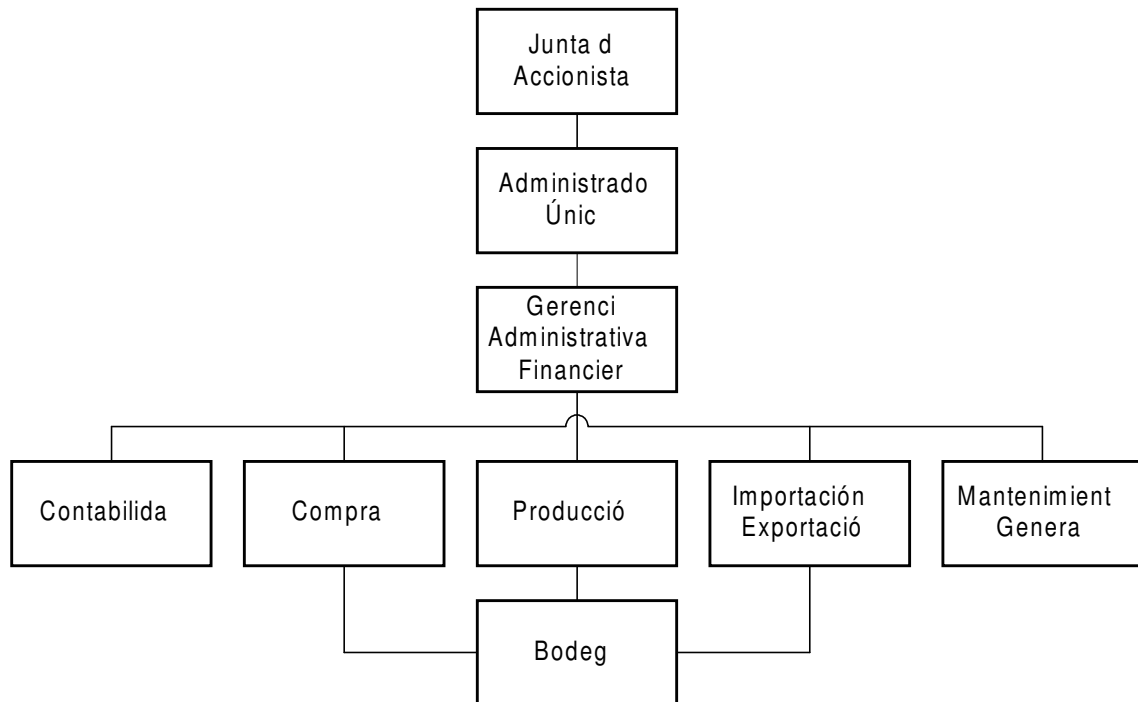 Junta d
Accionista
Administrado
Únic
Gerenci
Administrativa
Financier
Contabilida
Compra
Producció
Importación
Exportació
Mantenimient
Genera
Bodeg